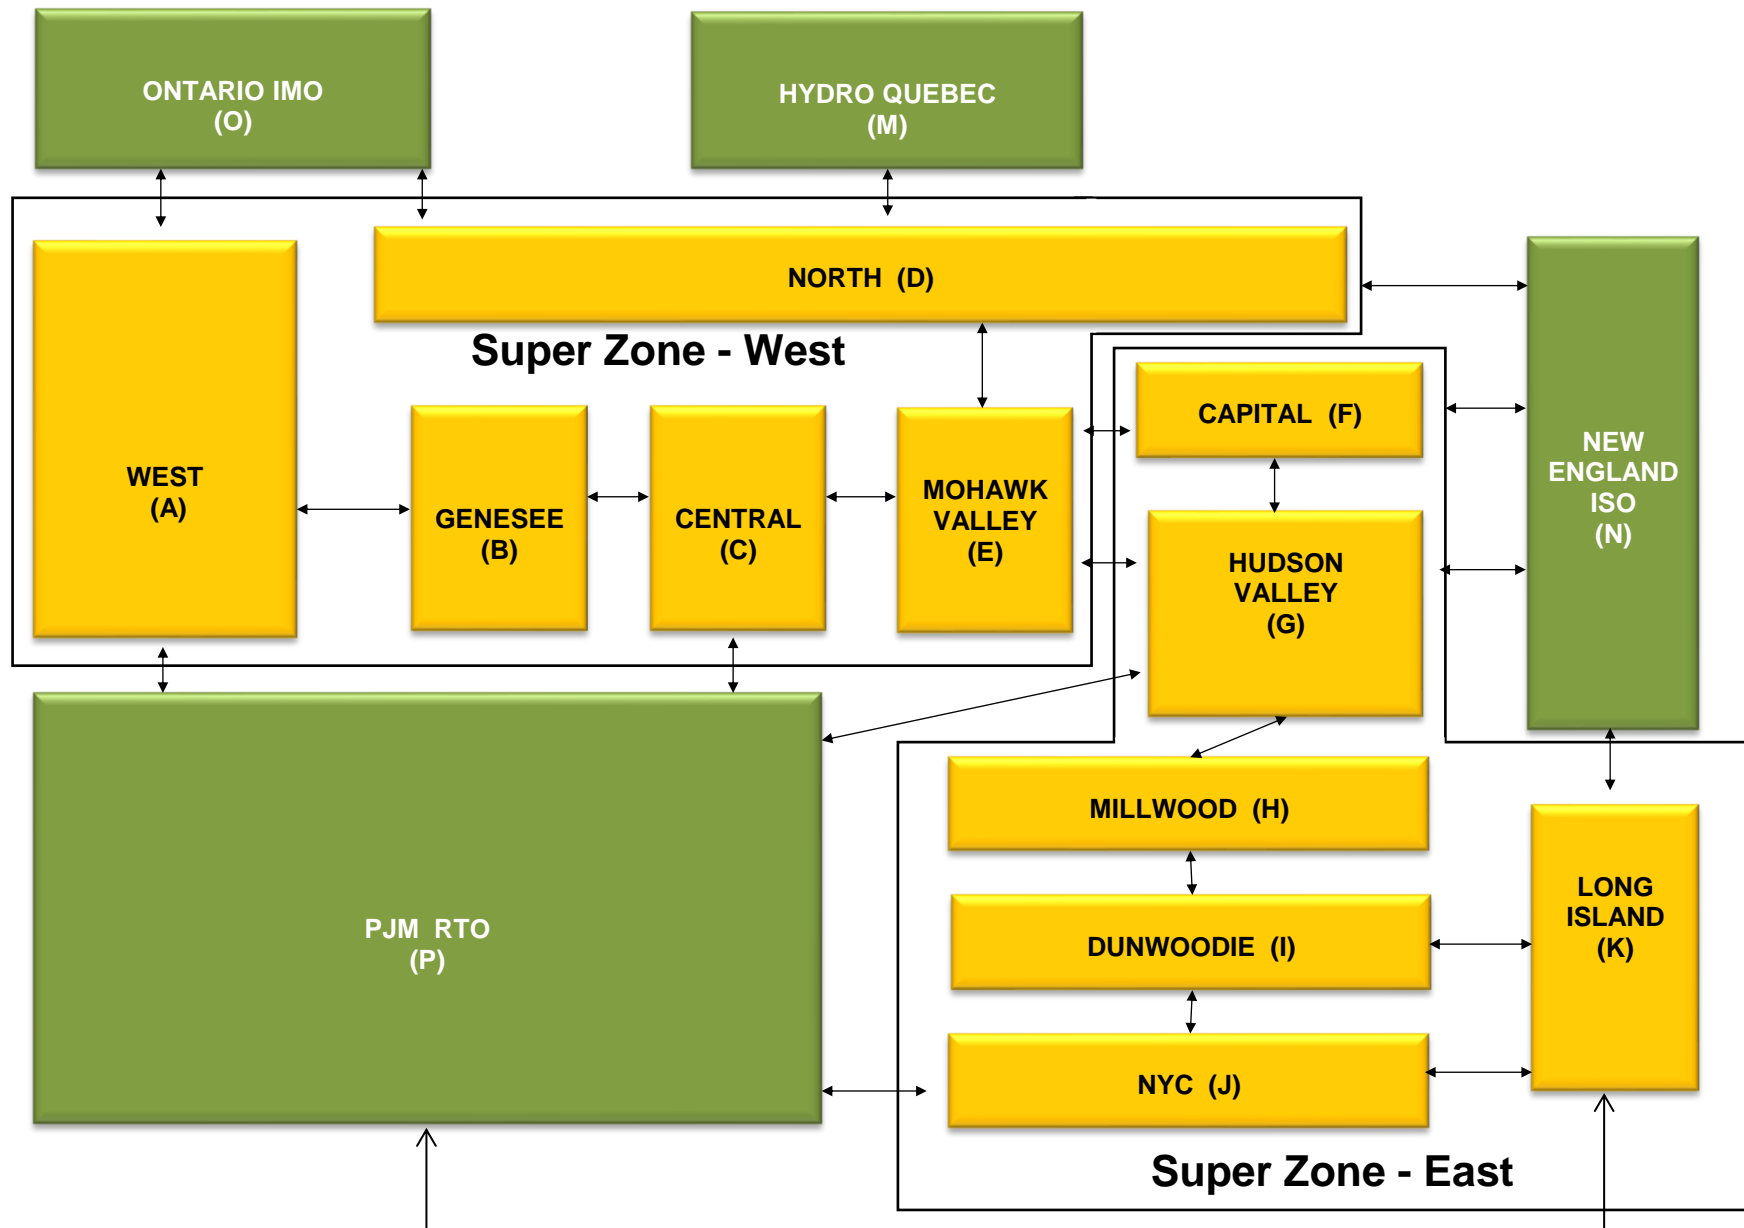 ONTARIO IMO
(O)
HYDRO QUEBEC
(M)
NORTH (D)
Super Zone - West
WEST
(A)
GENESEE
(B)
CENTRAL
(C)
MOHAWK
VALLEY
(E)
CAPITAL (F)
HUDSON
VALLEY
(G)
NEW
ENGLAND
ISO
(N)
MILLWOOD (H)
DUNWOODIE (I)
NYC (J)
LONG
ISLAND
(K)
PJM RTO
(P)
Super Zone - East